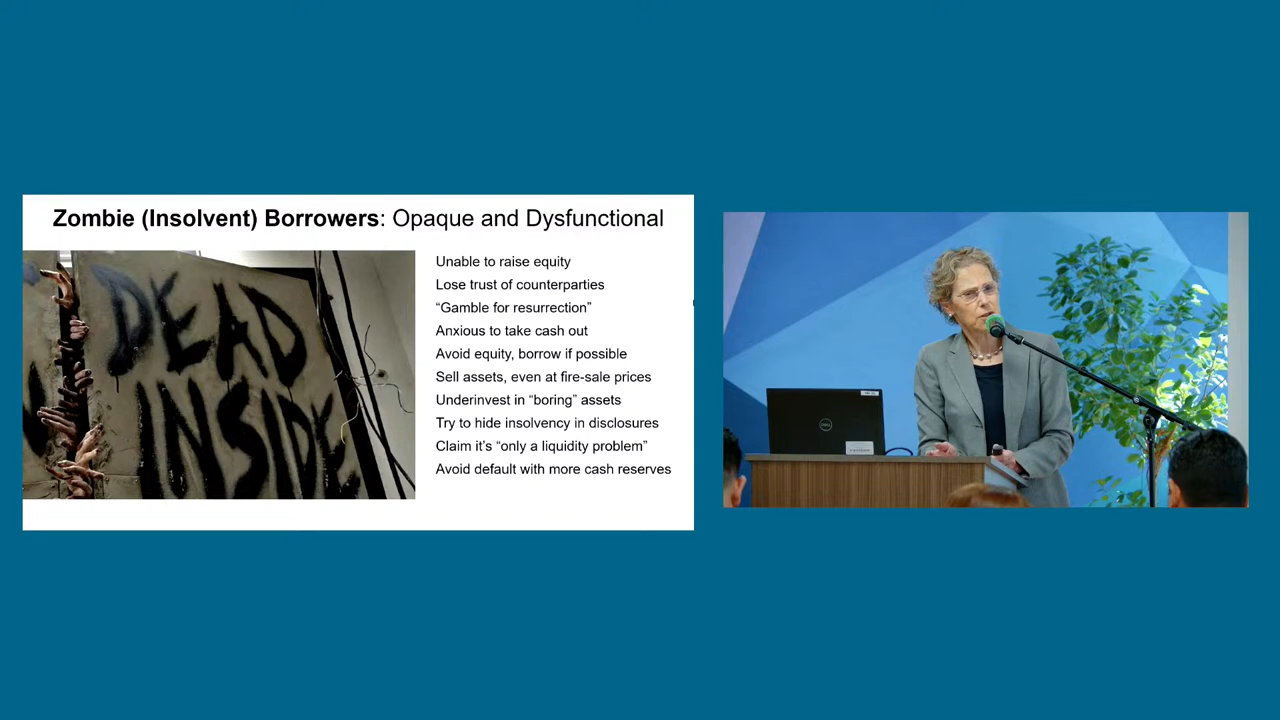 Zombie (Insolvent) Borrowers: Opaque and Dysfunctional
DEAD
INSIDE
Unable to raise equity
Lose trust of counterparties
“Gamble for resurrection”
Anxious to take cash out
Avoid equity, borrow if possible
Sell assets, even at fire-sale prices
Underinvest in “boring” assets
Try to hide insolvency in disclosures
Claim it’s “only a liquidity problem”
Avoid default with more cash reserves
DELL